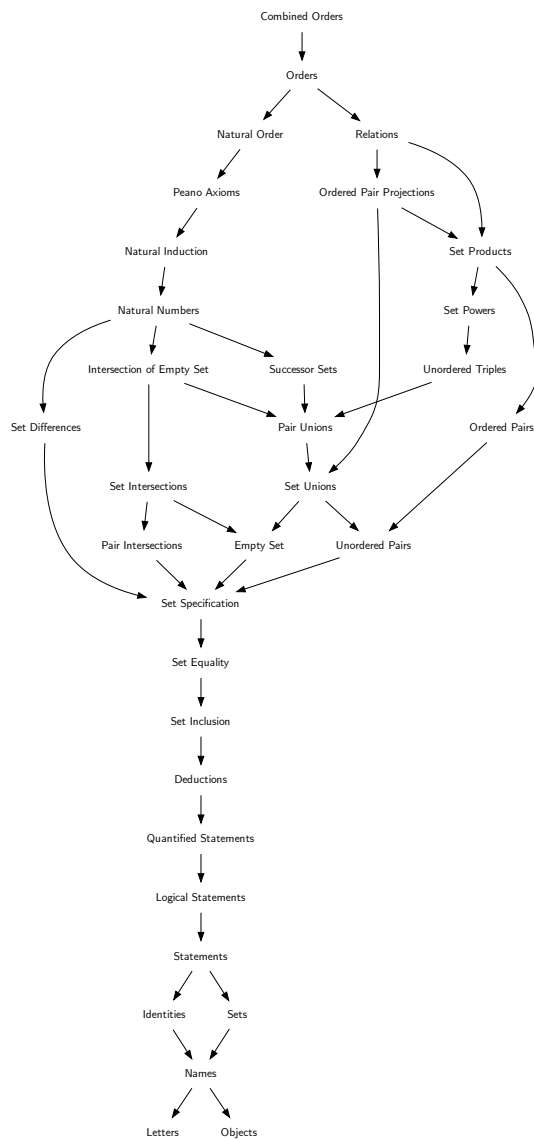 Combined Orders
Orders
Natural Order
Relations
Peano Axioms
Ordered Pair Projections
Natural Induction
Set Products
Natural Numbers
Set Powers
Intersection of Empty Set
Successor Sets
Unordered Triples
Set Differences
Pair Unions
Ordered Pairs
Set Intersections
Set Unions
Pair Intersections
Empty Set
Unordered Pairs
Set Specification
Set Equality
Set Inclusion
Deductions
Quantified Statements
Logical Statements
Statements
Identities
Sets
Names
Letters
Objects